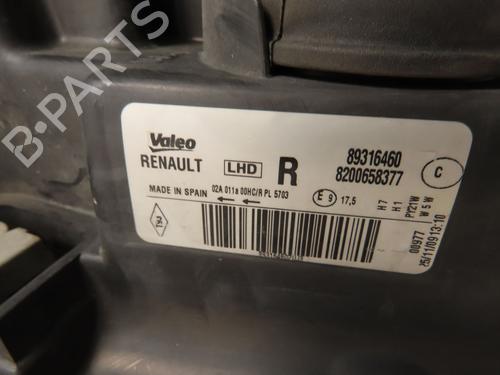 B-PARTS
Valeo
RENAULT
LHD
R
89316460
8200658377
C
MADE IN SPAIN
02A 011a 00HC/R PL 5703
E 9 17,5
H7
H1
PY21W
W5W
00977
25/11/09 13:10